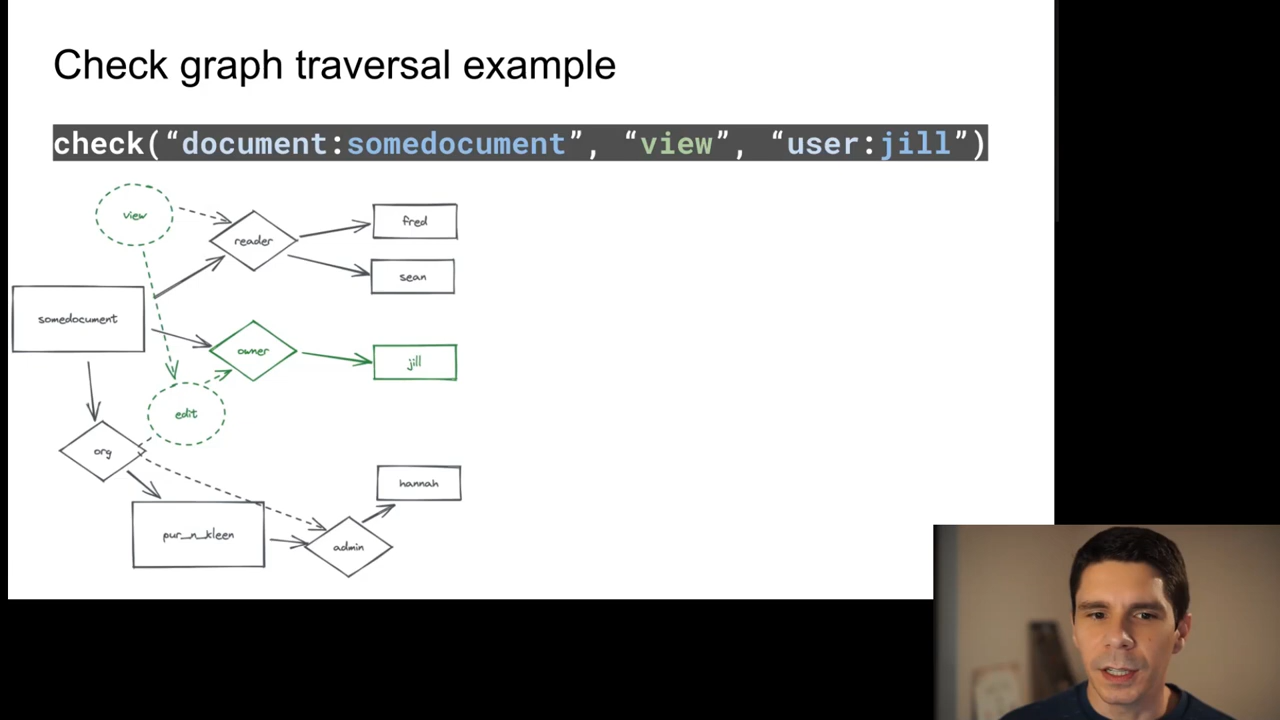 Check graph traversal example
check(“document:somedocument”, “view”, “user:jill”)
view
reader
fred
sean
somedocument
owner
jill
edit
org
hannah
pur_n_kleen
admin